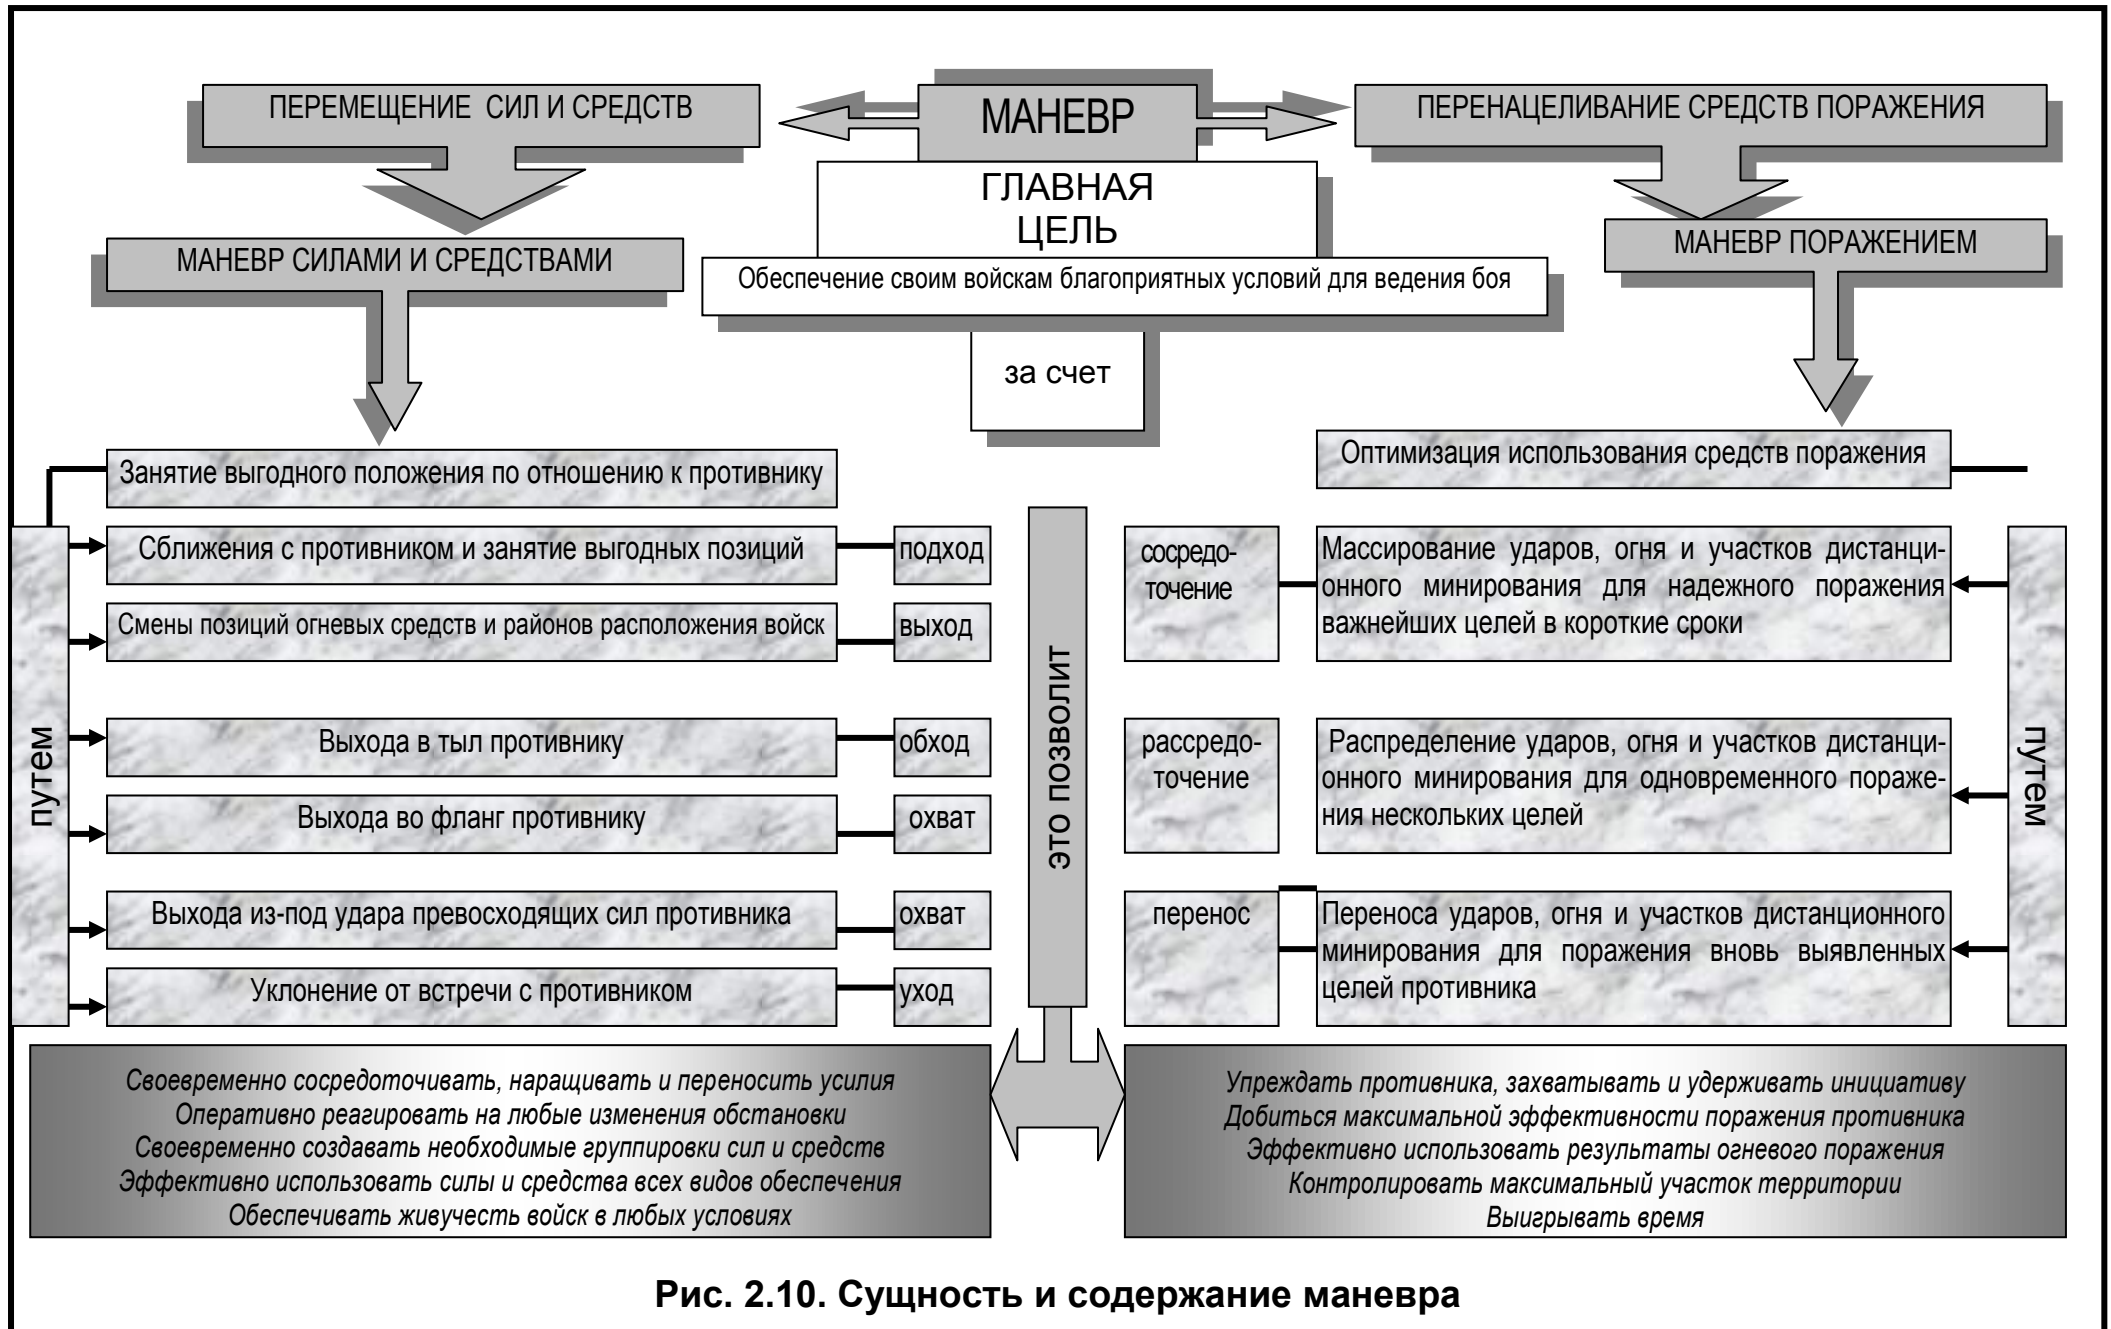 ПЕРЕМЕЩЕНИЕ СИЛ И СРЕДСТВ
МАНЕВР
ПЕРЕНАЦЕЛИВАНИЕ СРЕДСТВ ПОРАЖЕНИЯ
ГЛАВНАЯ
ЦЕЛЬ
МАНЕВР СИЛАМИ И СРЕДСТВАМИ
МАНЕВР ПОРАЖЕНИЕМ
Обеспечение своим войскам благоприятных условий для ведения боя
за счет
Занятие выгодного положения по отношению к противнику
путем
Сближения с противником и занятие выгодных позиций
подход
Смены позиций огневых средств и районов расположения войск
выход
Выхода в тыл противнику
обход
Выхода во фланг противнику
охват
Выхода из-под удара превосходящих сил противника
охват
Уклонение от встречи с противником
уход
это позволит
Оптимизация использования средств поражения
сосредо-
точение
Массирование ударов, огня и участков дистанци-
онного минирования для надежного поражения
важнейших целей в короткие сроки
рассредо-
точение
Распределение ударов, огня и участков дистанци-
онного минирования для одновременного пораже-
ния нескольких целей
перенос
Переноса ударов, огня и участков дистанционного
минирования для поражения вновь выявленных
целей противника
путем
Своевременно сосредоточивать, наращивать и переносить усилия
Оперативно реагировать на любые изменения обстановки
Своевременно создавать необходимые группировки сил и средств
Эффективно использовать силы и средства всех видов обеспечения
Обеспечивать живучесть войск в любых условиях
Упреждать противника, захватывать и удерживать инициативу
Добиться максимальной эффективности поражения противника
Эффективно использовать результаты огневого поражения
Контролировать максимальный участок территории
Выигрывать время
Рис. 2.10. Сущность и содержание маневра